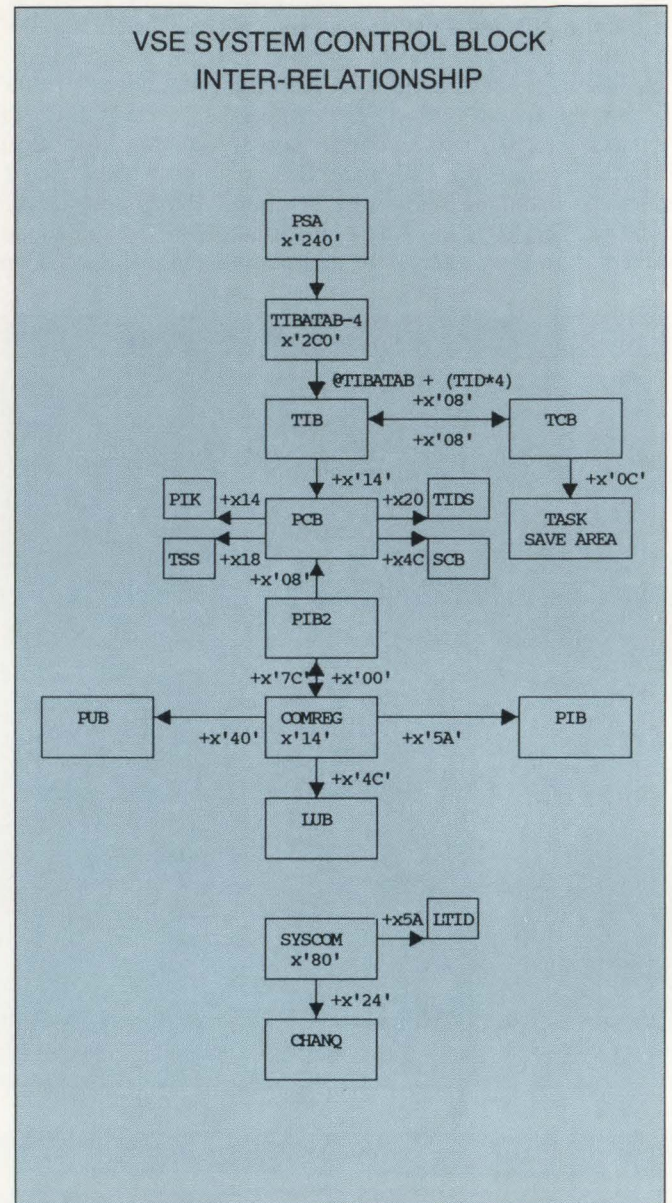 VSE SYSTEM CONTROL BLOCK
INTER-RELATIONSHIP
PSA
x'240'
TIBATAB-4
x'2C0'
@TIBATAB + (TID*4)
+x'08'
TIB
TCB
+x'08'
+x'14'
+x'0C'
PIK
+x14
PCB
+x20
TIDS
TASK
SAVE AREA
TSS
+x18
+x4C
SCB
+x'08'
PIB2
+x'7C'
+x'00'
PUB
COMREG
x'14'
PIB
+x'40'
+x'5A'
+x'4C'
LUB
+x5A
LTID
SYSCOM
x'80'
+x'24'
CHANQ